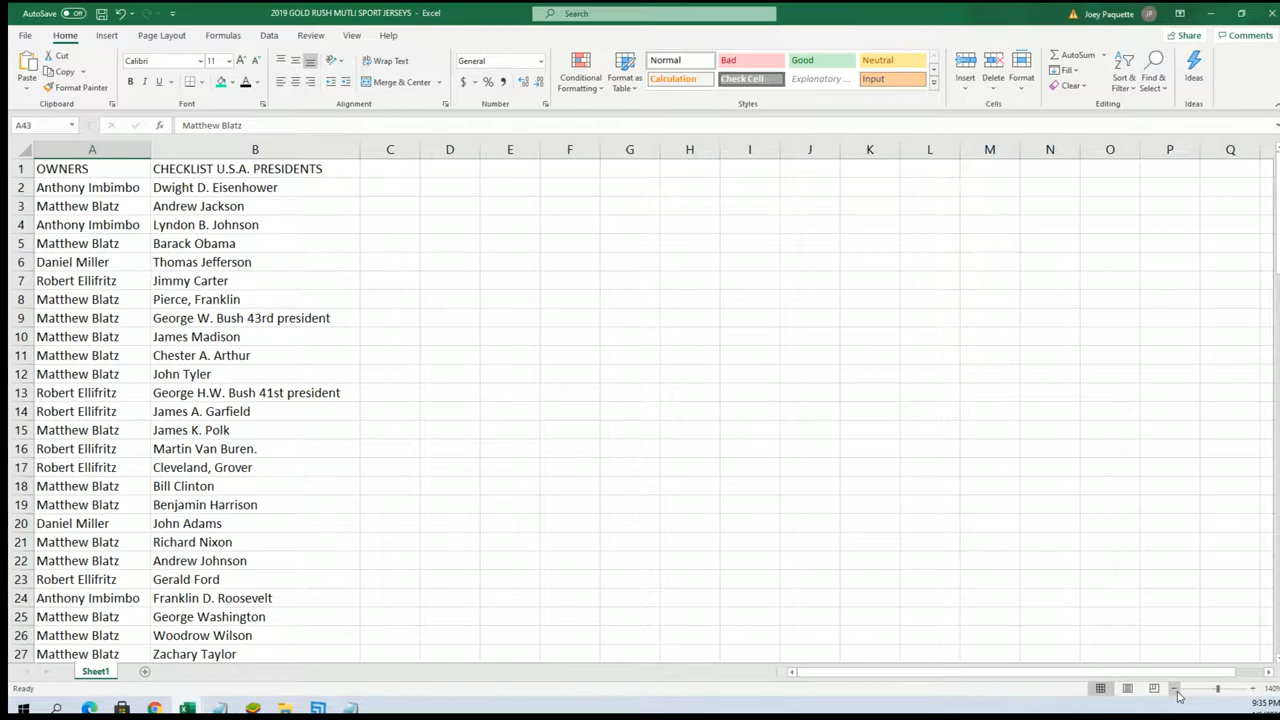 AutoSave Off 2019 GOLD RUSH MUTLI SPORT JERSEYS - Excel Search Joey Paquette JP
File Home Insert Page Layout Formulas Data Review View Help Share Comments
Paste Cut Copy Format Painter Clipboard
Calibri 11 B I U Font
Wrap Text Merge & Center Alignment
General $ % Number
Conditional Formatting Format as Table Normal Bad Good Neutral Calculation Check Cell Explanatory ... Input Styles
Insert Delete Format Cells
AutoSum Fill Clear Sort & Filter Find & Select Editing
Ideas Ideas
A43 fx Matthew Blatz
A B C D E F G H I J K L M N O P Q
1 OWNERS CHECKLIST U.S.A. PRESIDENTS
2 Anthony Imbimbo Dwight D. Eisenhower
3 Matthew Blatz Andrew Jackson
4 Anthony Imbimbo Lyndon B. Johnson
5 Matthew Blatz Barack Obama
6 Daniel Miller Thomas Jefferson
7 Robert Ellifritz Jimmy Carter
8 Matthew Blatz Pierce, Franklin
9 Matthew Blatz George W. Bush 43rd president
10 Matthew Blatz James Madison
11 Matthew Blatz Chester A. Arthur
12 Matthew Blatz John Tyler
13 Robert Ellifritz George H.W. Bush 41st president
14 Robert Ellifritz James A. Garfield
15 Matthew Blatz James K. Polk
16 Robert Ellifritz Martin Van Buren.
17 Robert Ellifritz Cleveland, Grover
18 Matthew Blatz Bill Clinton
19 Matthew Blatz Benjamin Harrison
20 Daniel Miller John Adams
21 Matthew Blatz Richard Nixon
22 Matthew Blatz Andrew Johnson
23 Robert Ellifritz Gerald Ford
24 Anthony Imbimbo Franklin D. Roosevelt
25 Matthew Blatz George Washington
26 Matthew Blatz Woodrow Wilson
27 Matthew Blatz Zachary Taylor
Sheet1
Ready 140%
9:35 PM